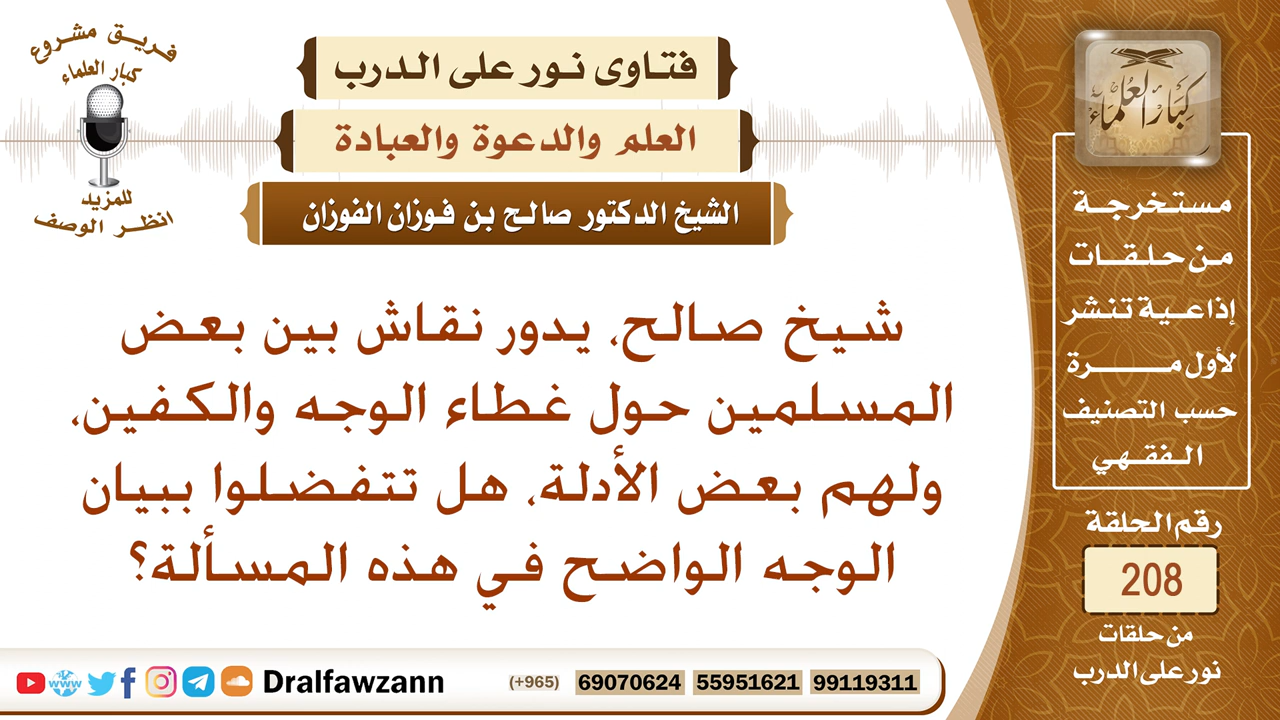 فريق مشروع
كبار العلماء
للمزيد
انظر الوصف
فتاوى نور على الدرب
العلم والدعوة والعبادة
الشيخ الدكتور صالح بن فوزان الفوزان
شيخ صالح، يدور نقاش بين بعض
المسلمين حول غطاء الوجه والكفين،
ولهم بعض الأدلة، هل تتفضلوا ببيان
الوجه الواضح في هذه المسألة؟
كبار العلماء
مستخرجة
من حلقات
إذاعية تنشر
لأول مرة
حسب التصنيف
الفقهي
رقم الحلقة
208
من حلقات
نور على الدرب
www
Dralfawzann
(+965) 69070624 55951621 99119311